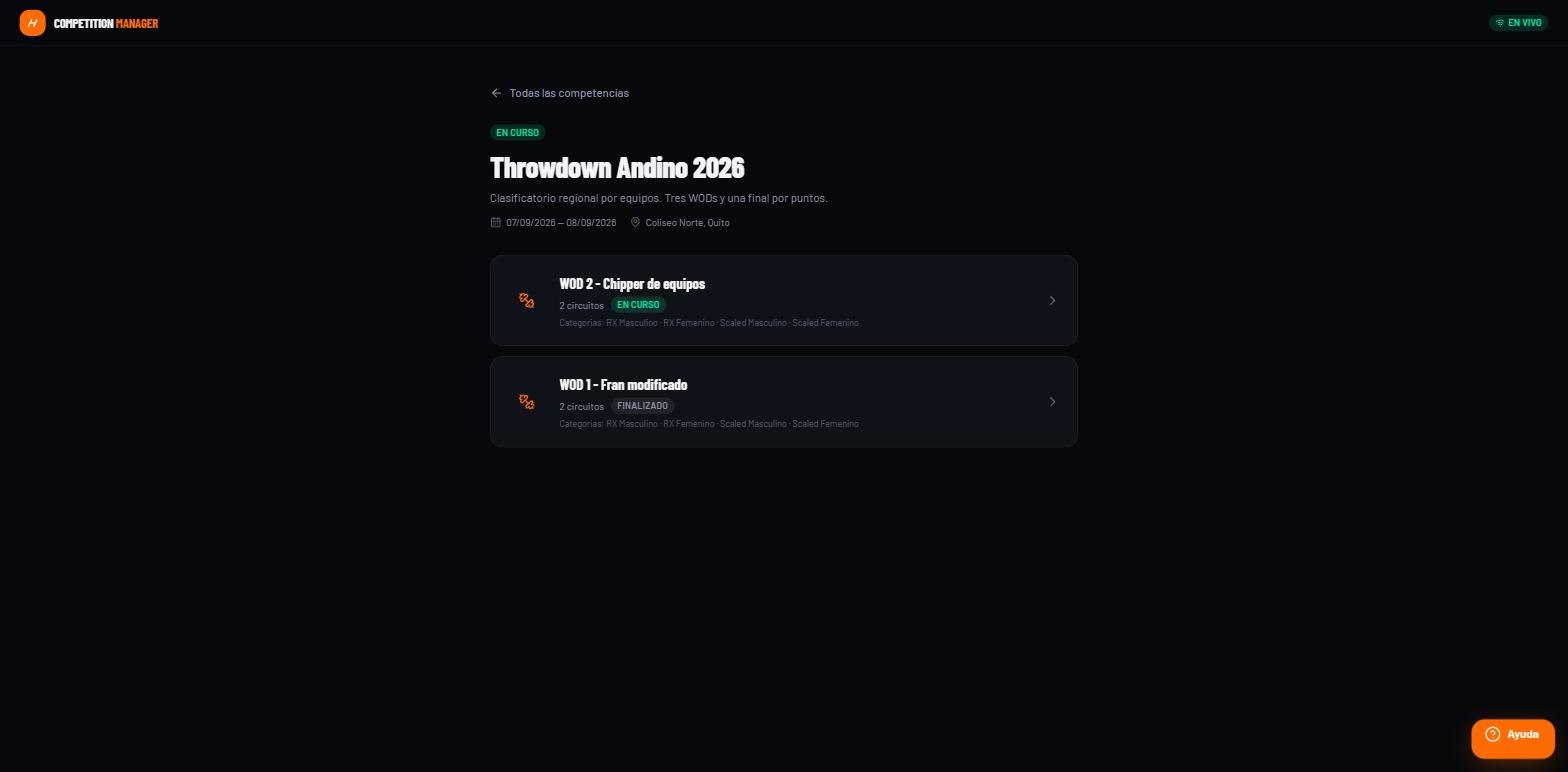 COMPETITION MANAGER
EN VIVO
Todas las competencias
EN CURSO
Throwdown Andino 2026
Clasificatorio regional por equipos. Tres WODs y una final por puntos.
07/09/2026 — 08/09/2026 Coliseo Norte, Quito
WOD 2 - Chipper de equipos
2 circuitos EN CURSO
Categorías: RX Masculino · RX Femenino · Scaled Masculino · Scaled Femenino
WOD 1 - Fran modificado
2 circuitos FINALIZADO
Categorías: RX Masculino · RX Femenino · Scaled Masculino · Scaled Femenino
Ayuda